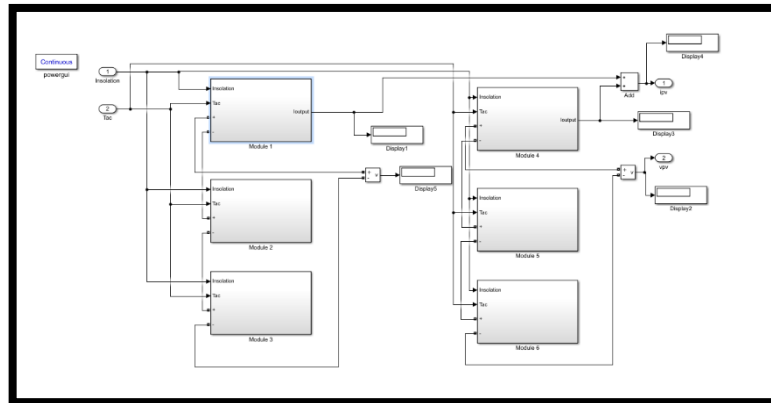 Continuous
powergui
1
Insolation
2
Tac
Insolation
Tac
+
-
Ioutput
Module 1
Display1
+
-
v
Display5
Insolation
Tac
+
-
Module 2
Insolation
Tac
+
-
Module 3
Insolation
Tac
+
-
Ioutput
Module 4
+
+
Add
Display4
1
ipv
Display3
+
-
v
2
vpv
Display2
Insolation
Tac
+
-
Module 5
Insolation
Tac
+
-
Module 6